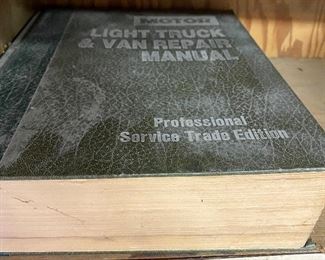 MOTOR
LIGHT TRUCK
& VAN REPAIR
MANUAL
Professional
Service Trade Edition